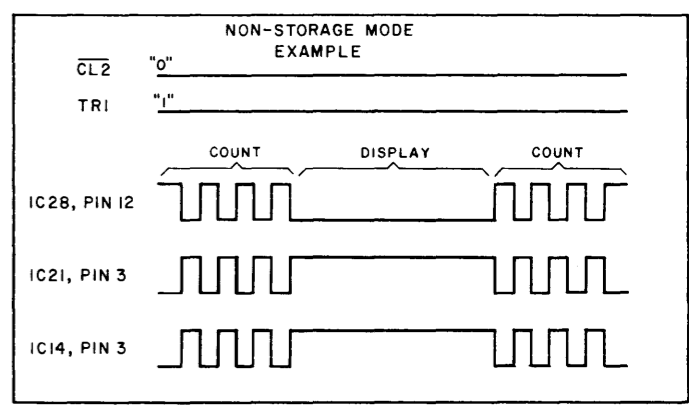 NON-STORAGE MODE
EXAMPLE
CL2 "0"
TR1 "1"
COUNT DISPLAY COUNT
IC28, PIN 12
IC21, PIN 3
IC14, PIN 3